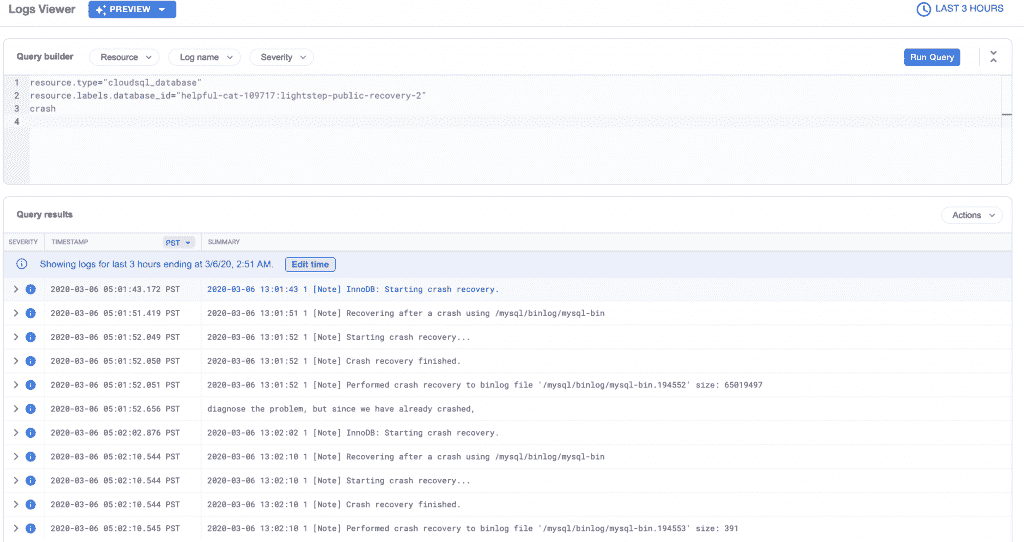 Logs Viewer PREVIEW LAST 3 HOURS
Query builder Resource Log name Severity Run Query
1 resource.type="cloudsql_database"
2 resource.labels.database_id="helpful-cat-109717:lightstep-public-recovery-2"
3 crash
4
Query results Actions
SEVERITY TIMESTAMP PST SUMMARY
Showing logs for last 3 hours ending at 3/6/20, 2:51 AM. Edit time
2020-03-06 05:01:43.172 PST 2020-03-06 13:01:43 1 [Note] InnoDB: Starting crash recovery.
2020-03-06 05:01:51.419 PST 2020-03-06 13:01:51 1 [Note] Recovering after a crash using /mysql/binlog/mysql-bin
2020-03-06 05:01:52.049 PST 2020-03-06 13:01:52 1 [Note] Starting crash recovery...
2020-03-06 05:01:52.050 PST 2020-03-06 13:01:52 1 [Note] Crash recovery finished.
2020-03-06 05:01:52.051 PST 2020-03-06 13:01:52 1 [Note] Performed crash recovery to binlog file '/mysql/binlog/mysql-bin.194552' size: 65019497
2020-03-06 05:01:52.656 PST diagnose the problem, but since we have already crashed,
2020-03-06 05:02:02.876 PST 2020-03-06 13:02:02 1 [Note] InnoDB: Starting crash recovery.
2020-03-06 05:02:10.544 PST 2020-03-06 13:02:10 1 [Note] Recovering after a crash using /mysql/binlog/mysql-bin
2020-03-06 05:02:10.544 PST 2020-03-06 13:02:10 1 [Note] Starting crash recovery...
2020-03-06 05:02:10.544 PST 2020-03-06 13:02:10 1 [Note] Crash recovery finished.
2020-03-06 05:02:10.545 PST 2020-03-06 13:02:10 1 [Note] Performed crash recovery to binlog file '/mysql/binlog/mysql-bin.194553' size: 391